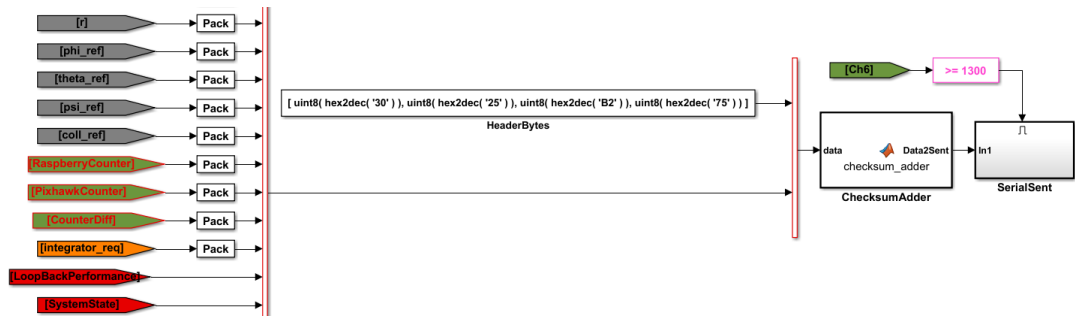 [r]
Pack
[phi_ref]
Pack
[theta_ref]
Pack
[psi_ref]
Pack
[coll_ref]
Pack
[RaspberryCounter]
Pack
[PixhawkCounter]
Pack
[CounterDiff]
Pack
[integrator_req]
Pack
[LoopBackPerformance]
[SystemState]
[ uint8( hex2dec( '30' ) ), uint8( hex2dec( '25' ) ), uint8( hex2dec( 'B2' ) ), uint8( hex2dec( '75' ) ) ]
HeaderBytes
[Ch6]
>= 1300
data
Data2Sent
checksum_adder
ChecksumAdder
In1
SerialSent